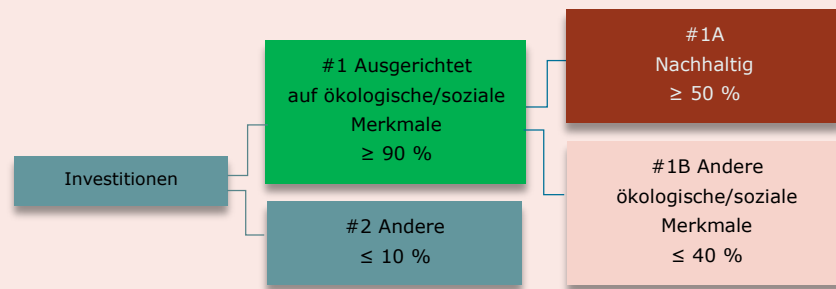 Investitionen
#1 Ausgerichtet
auf ökologische/soziale
Merkmale
≥ 90 %
#2 Andere
≤ 10 %
#1A
Nachhaltig
≥ 50 %
#1B Andere
ökologische/soziale
Merkmale
≤ 40 %